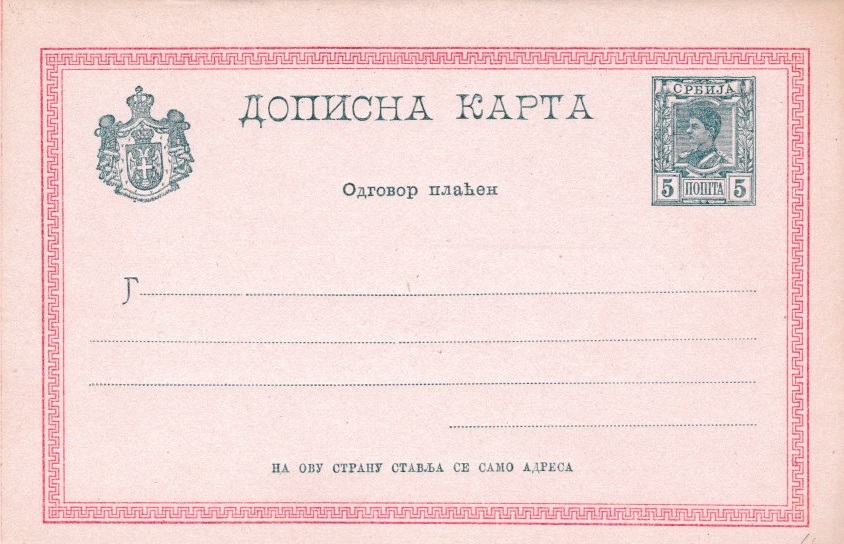 ДОПИСНА КАРТА
СРБИЈА
5 ПОШТА 5
Одговор плаћен
Г
НА ОВУ СТРАНУ СТАВЉА СЕ САМО АДРЕСА